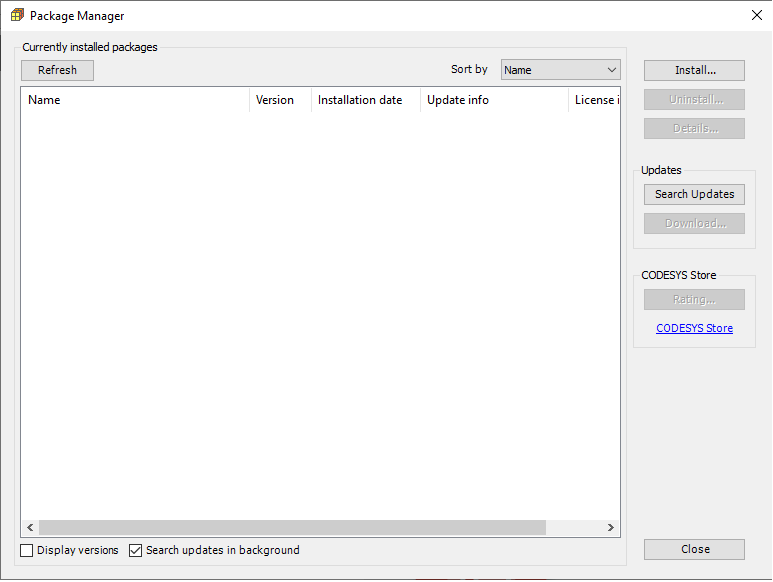 Package Manager
Currently installed packages
Refresh
Sort by
Name
Install...
Name
Version
Installation date
Update info
License i
Uninstall...
Details...
Updates
Search Updates
Download...
CODESYS Store
Rating...
CODESYS Store
Display versions
Search updates in background
Close